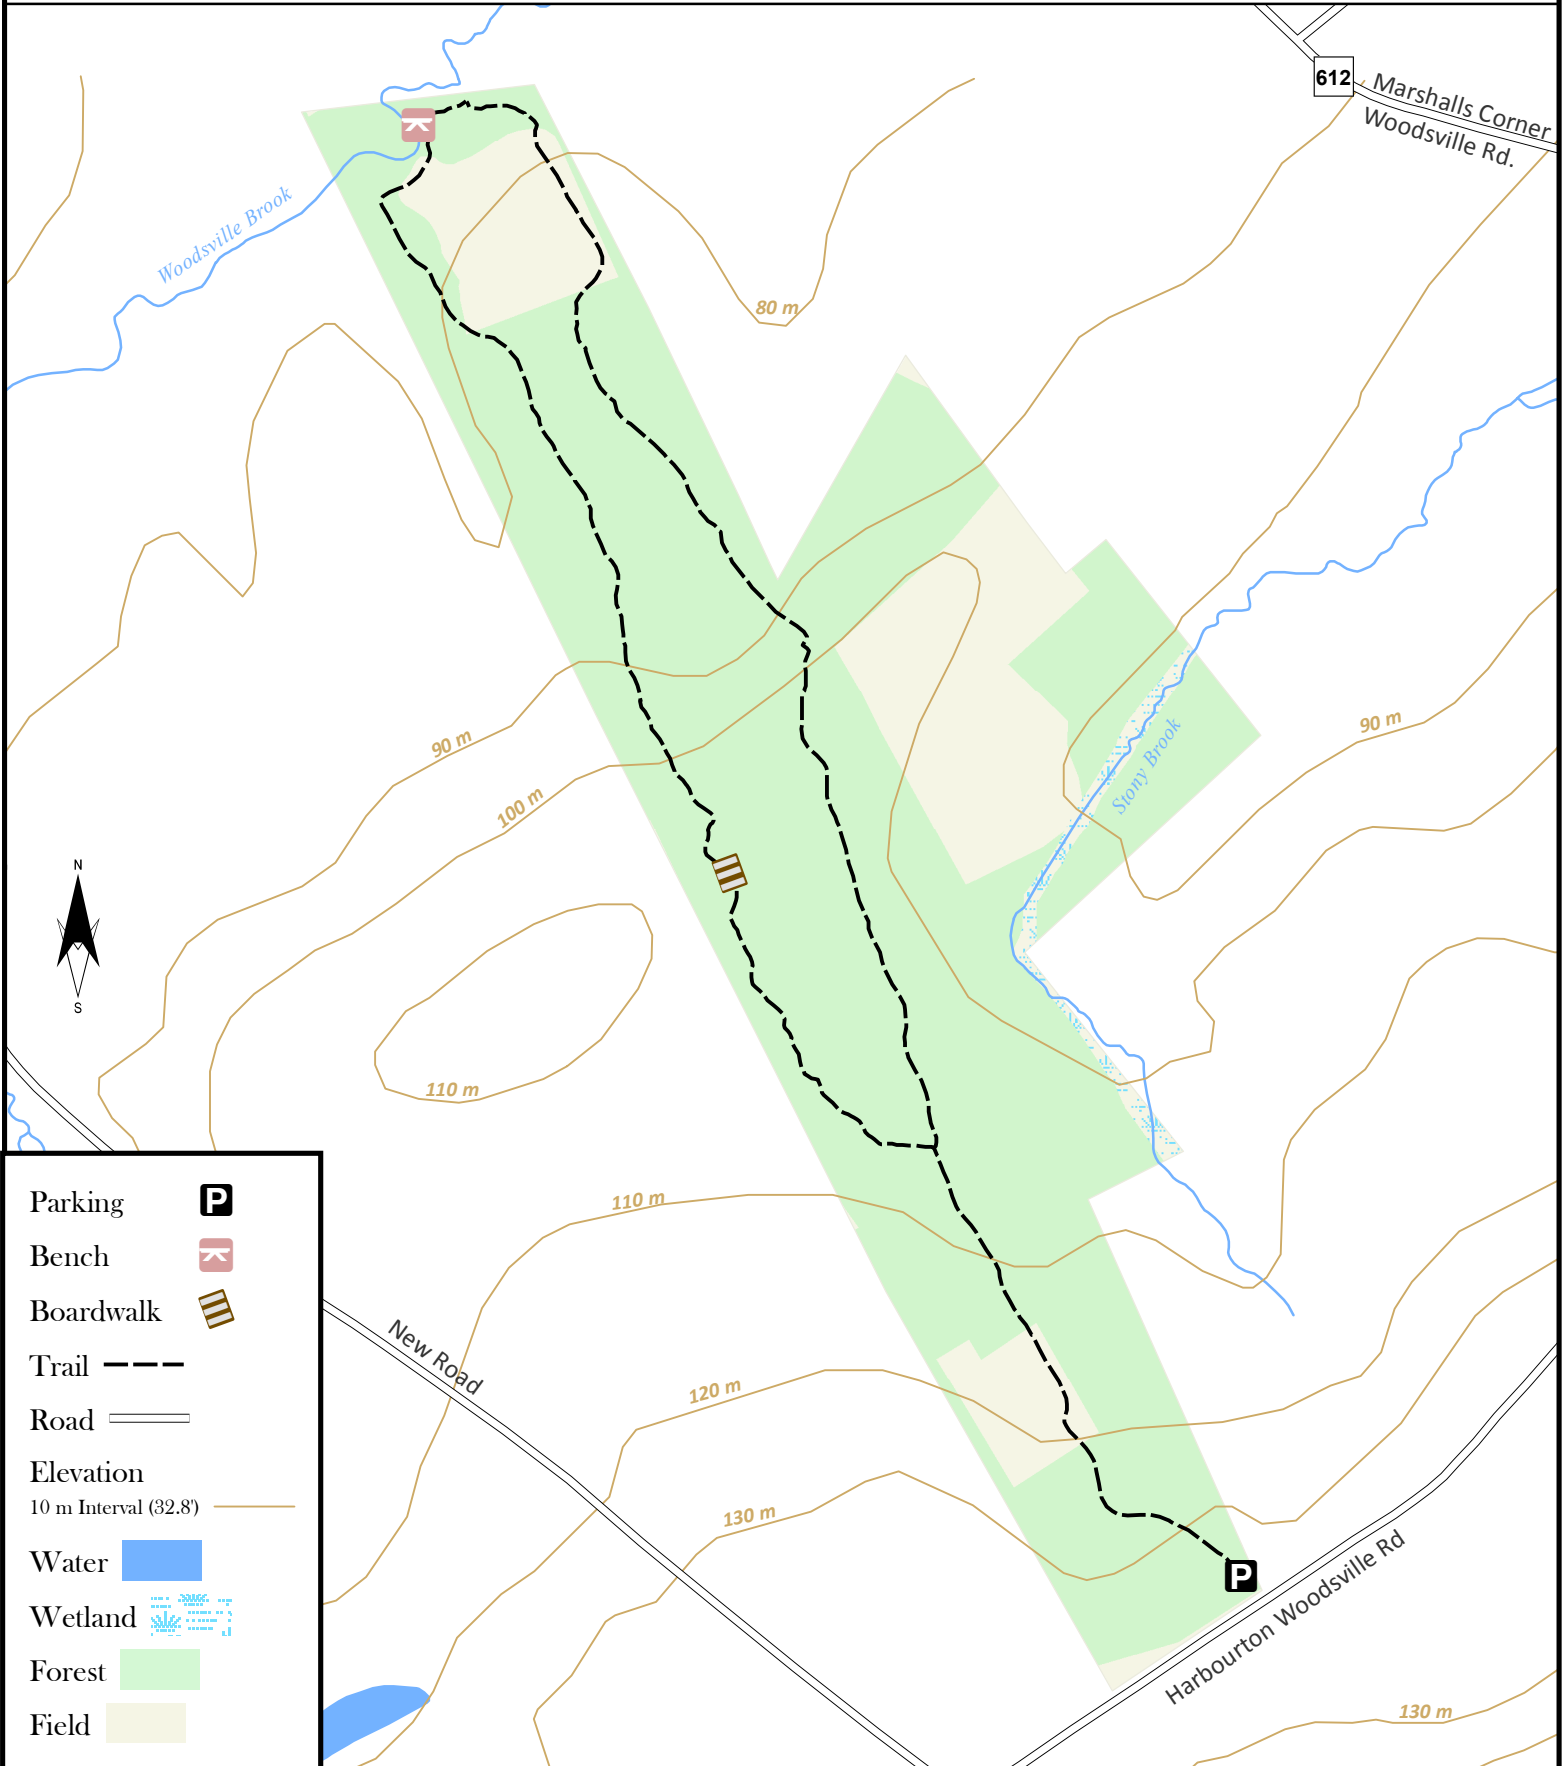 612
Marshalls Corner
Woodsville Rd.
Woodsville Brook
80 m
90 m
90 m
Stony Brook
100 m
N
S
110 m
110 m
New Road
120 m
130 m
P
Harbourton Woodsville Rd
130 m
Parking P
Bench
Boardwalk
Trail
Road
Elevation
10 m Interval (32.8')
Water
Wetland
Forest
Field